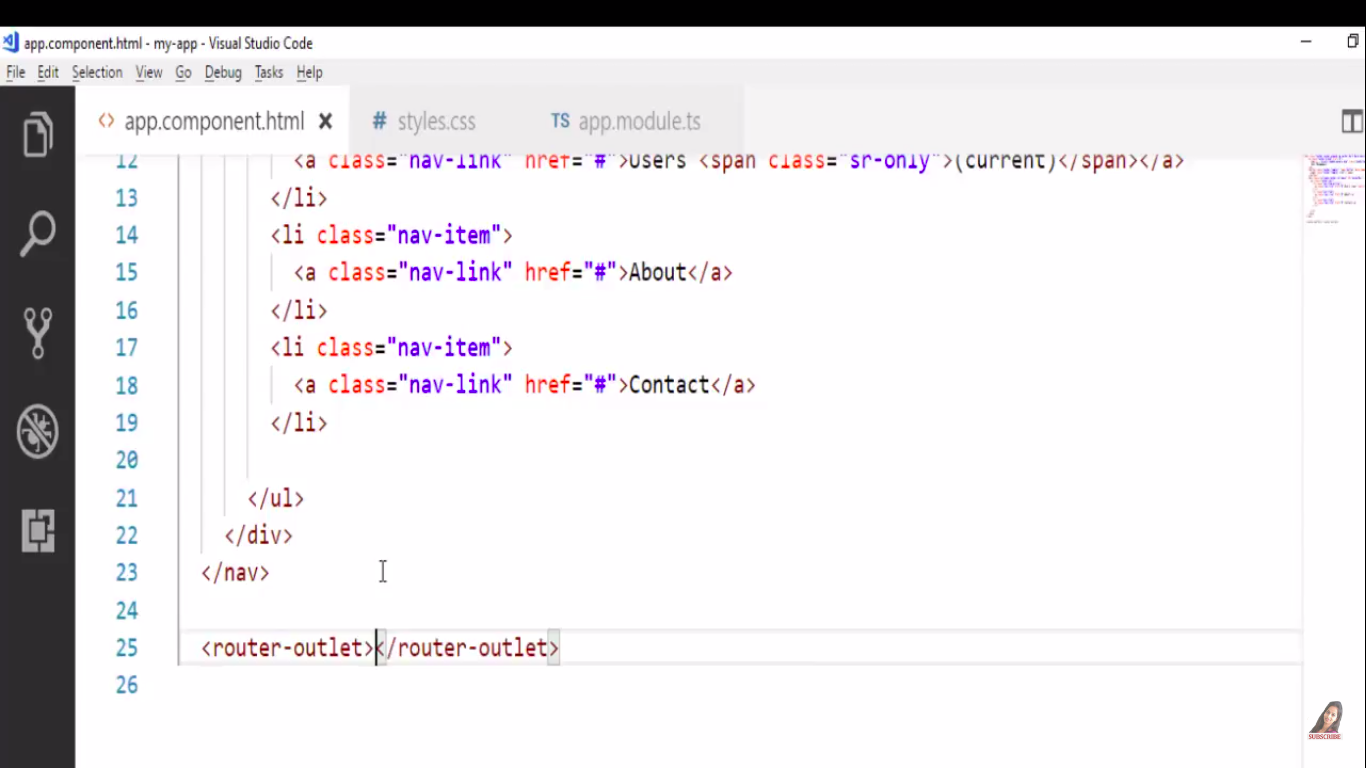 app.component.html - my-app - Visual Studio Code
File Edit Selection View Go Debug Tasks Help
<> app.component.html × # styles.css TS app.module.ts
12 <a class="nav-link" href="#">Users <span class="sr-only">(current)</span></a>
13 </li>
14 <li class="nav-item">
15 <a class="nav-link" href="#">About</a>
16 </li>
17 <li class="nav-item">
18 <a class="nav-link" href="#">Contact</a>
19 </li>
20
21 </ul>
22 </div>
23 </nav>
24
25 <router-outlet></router-outlet>
26
SUBSCRIBE